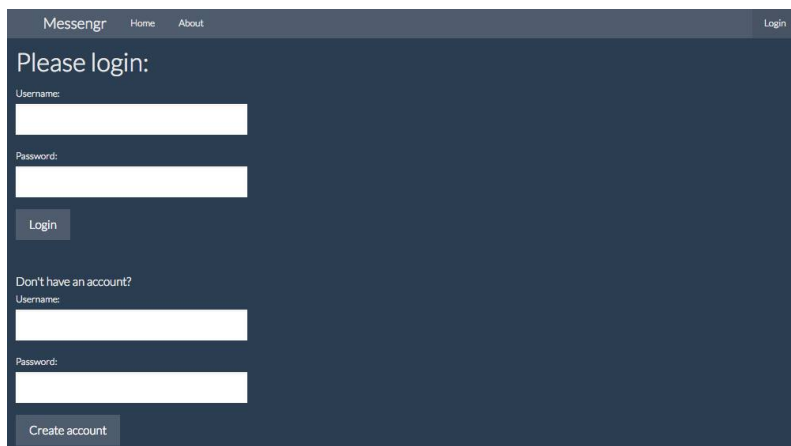 Messengr Home About Login
Please login:
Username:
Password:
Login
Don't have an account?
Username:
Password:
Create account